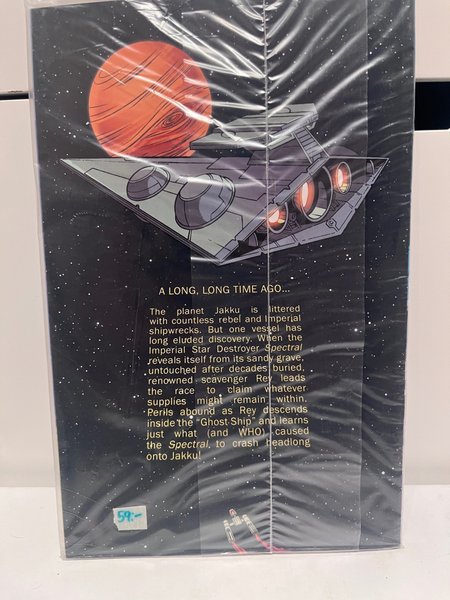 A LONG, LONG TIME AGO...
The planet Jakku is littered
with countless rebel and Imperial
shipwrecks. But one vessel has
long eluded discovery. When the
Imperial Star Destroyer Spectral
reveals itself from its sandy grave,
untouched after decades buried,
renowned scavenger Rey leads
the race to claim whatever
supplies might remain within.
Perils abound as Rey descends
inside the "Ghost Ship" and learns
just what (and WHO) caused
the Spectral, to crash headlong
onto Jakku!
59:-